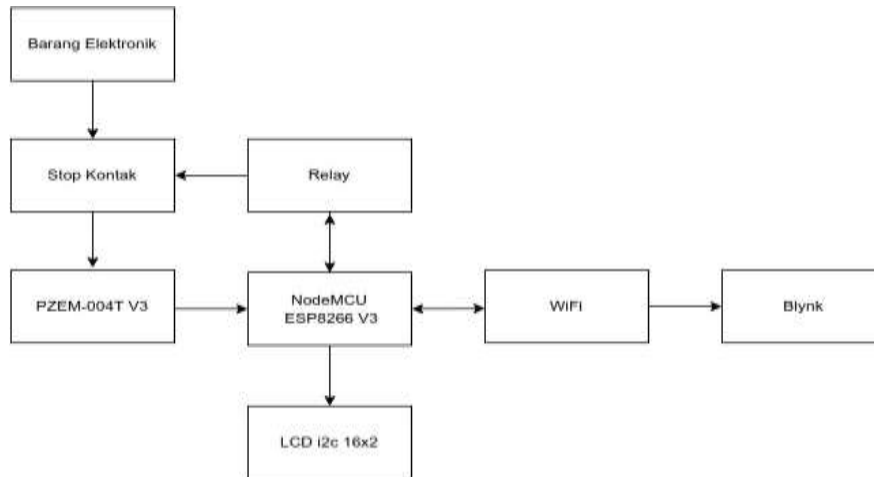 Barang Elektronik
Stop Kontak
Relay
PZEM-004T V3
NodeMCU
ESP8266 V3
WiFi
Blynk
LCD i2c 16x2